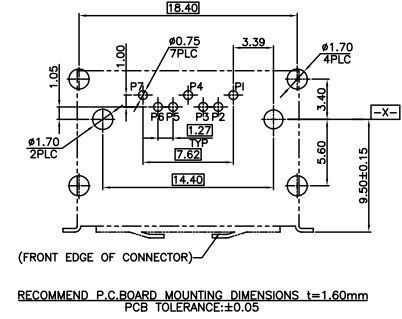 18.40
ø0.75
7PLC
3.39
ø1.70
4PLC
1.00
1.05
P7
P4
P1
3.40
-X-
P6 P5
P3 P2
ø1.70
2PLC
1.27
TYP
7.62
5.60
9.50±0.15
14.40
(FRONT EDGE OF CONNECTOR)
RECOMMEND P.C.BOARD MOUNTING DIMENSIONS t=1.60mm
PCB TOLERANCE:±0.05